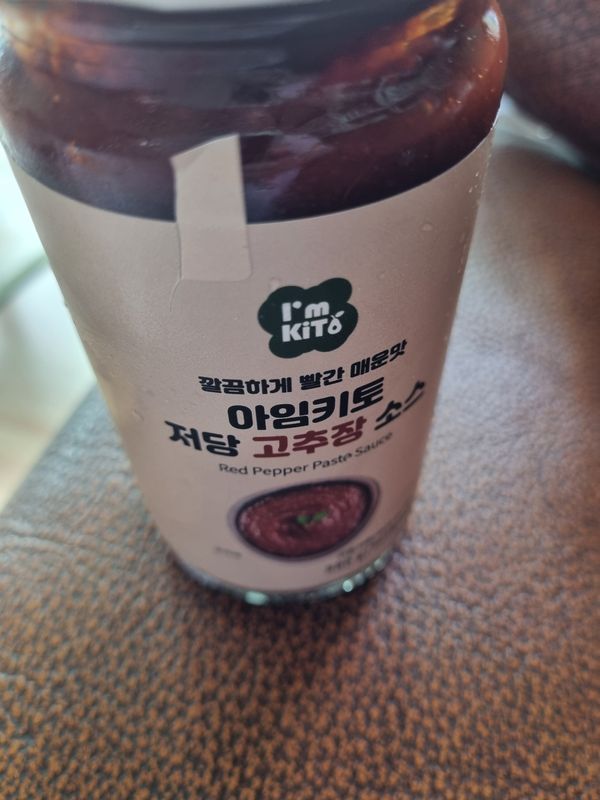 I'm
KiTO
깔끔하게 빨간 매운맛
아임키토
저당 고추장 소스
Red Pepper Paste Sauce